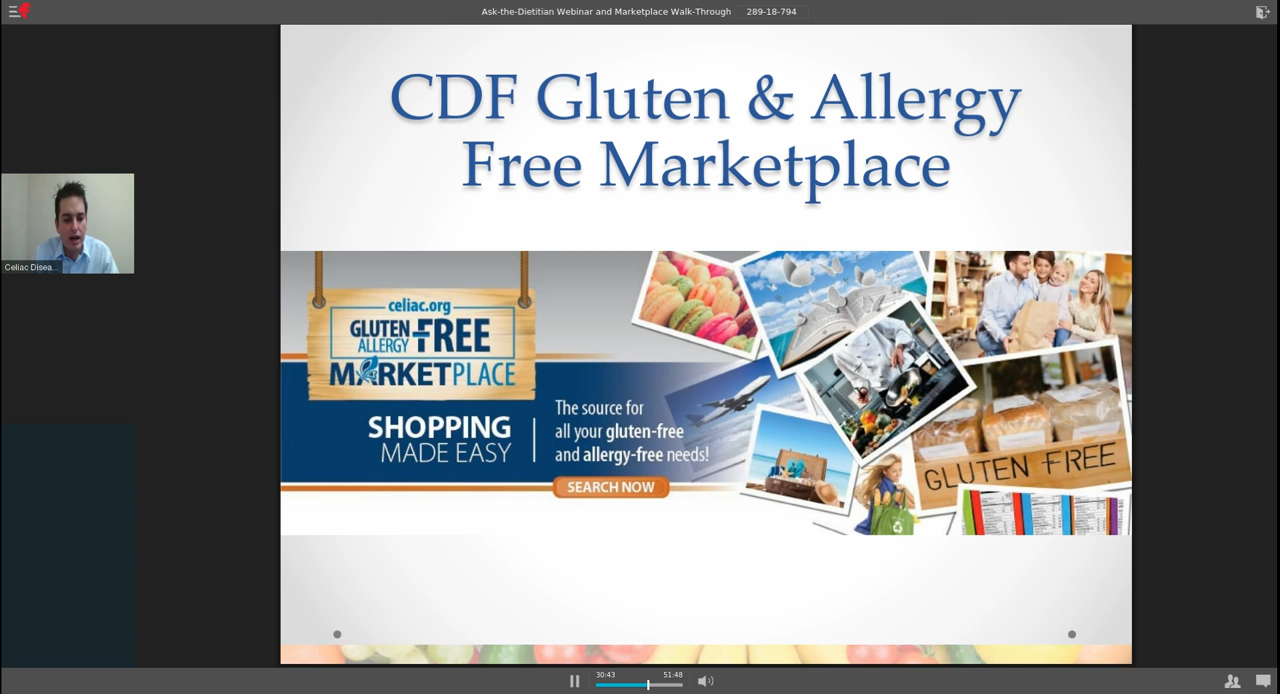 Ask-the-Dietitian Webinar and Marketplace Walk-Through 289-18-794
CDF Gluten & Allergy
Free Marketplace
Celiac Disea...
celiac.org
GLUTEN
ALLERGY
-FREE
MARKETPLACE
SHOPPING
MADE EASY
The source for
all your gluten-free
and allergy-free needs!
SEARCH NOW
GLUTEN FREE
30:43
51:48